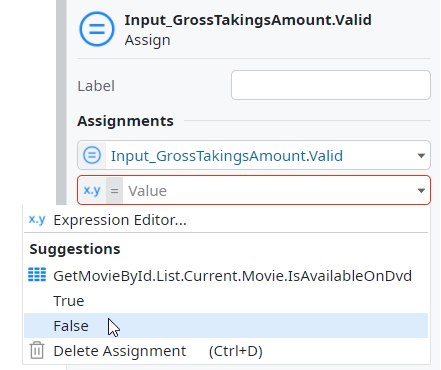 Input_GrossTakingsAmount.Valid
Assign
Label
Assignments
Input_GrossTakingsAmount.Valid
x.y = Value
x.y Expression Editor...
Suggestions
GetMovieById.List.Current.Movie.IsAvailableOnDvd
True
False
Delete Assignment (Ctrl+D)